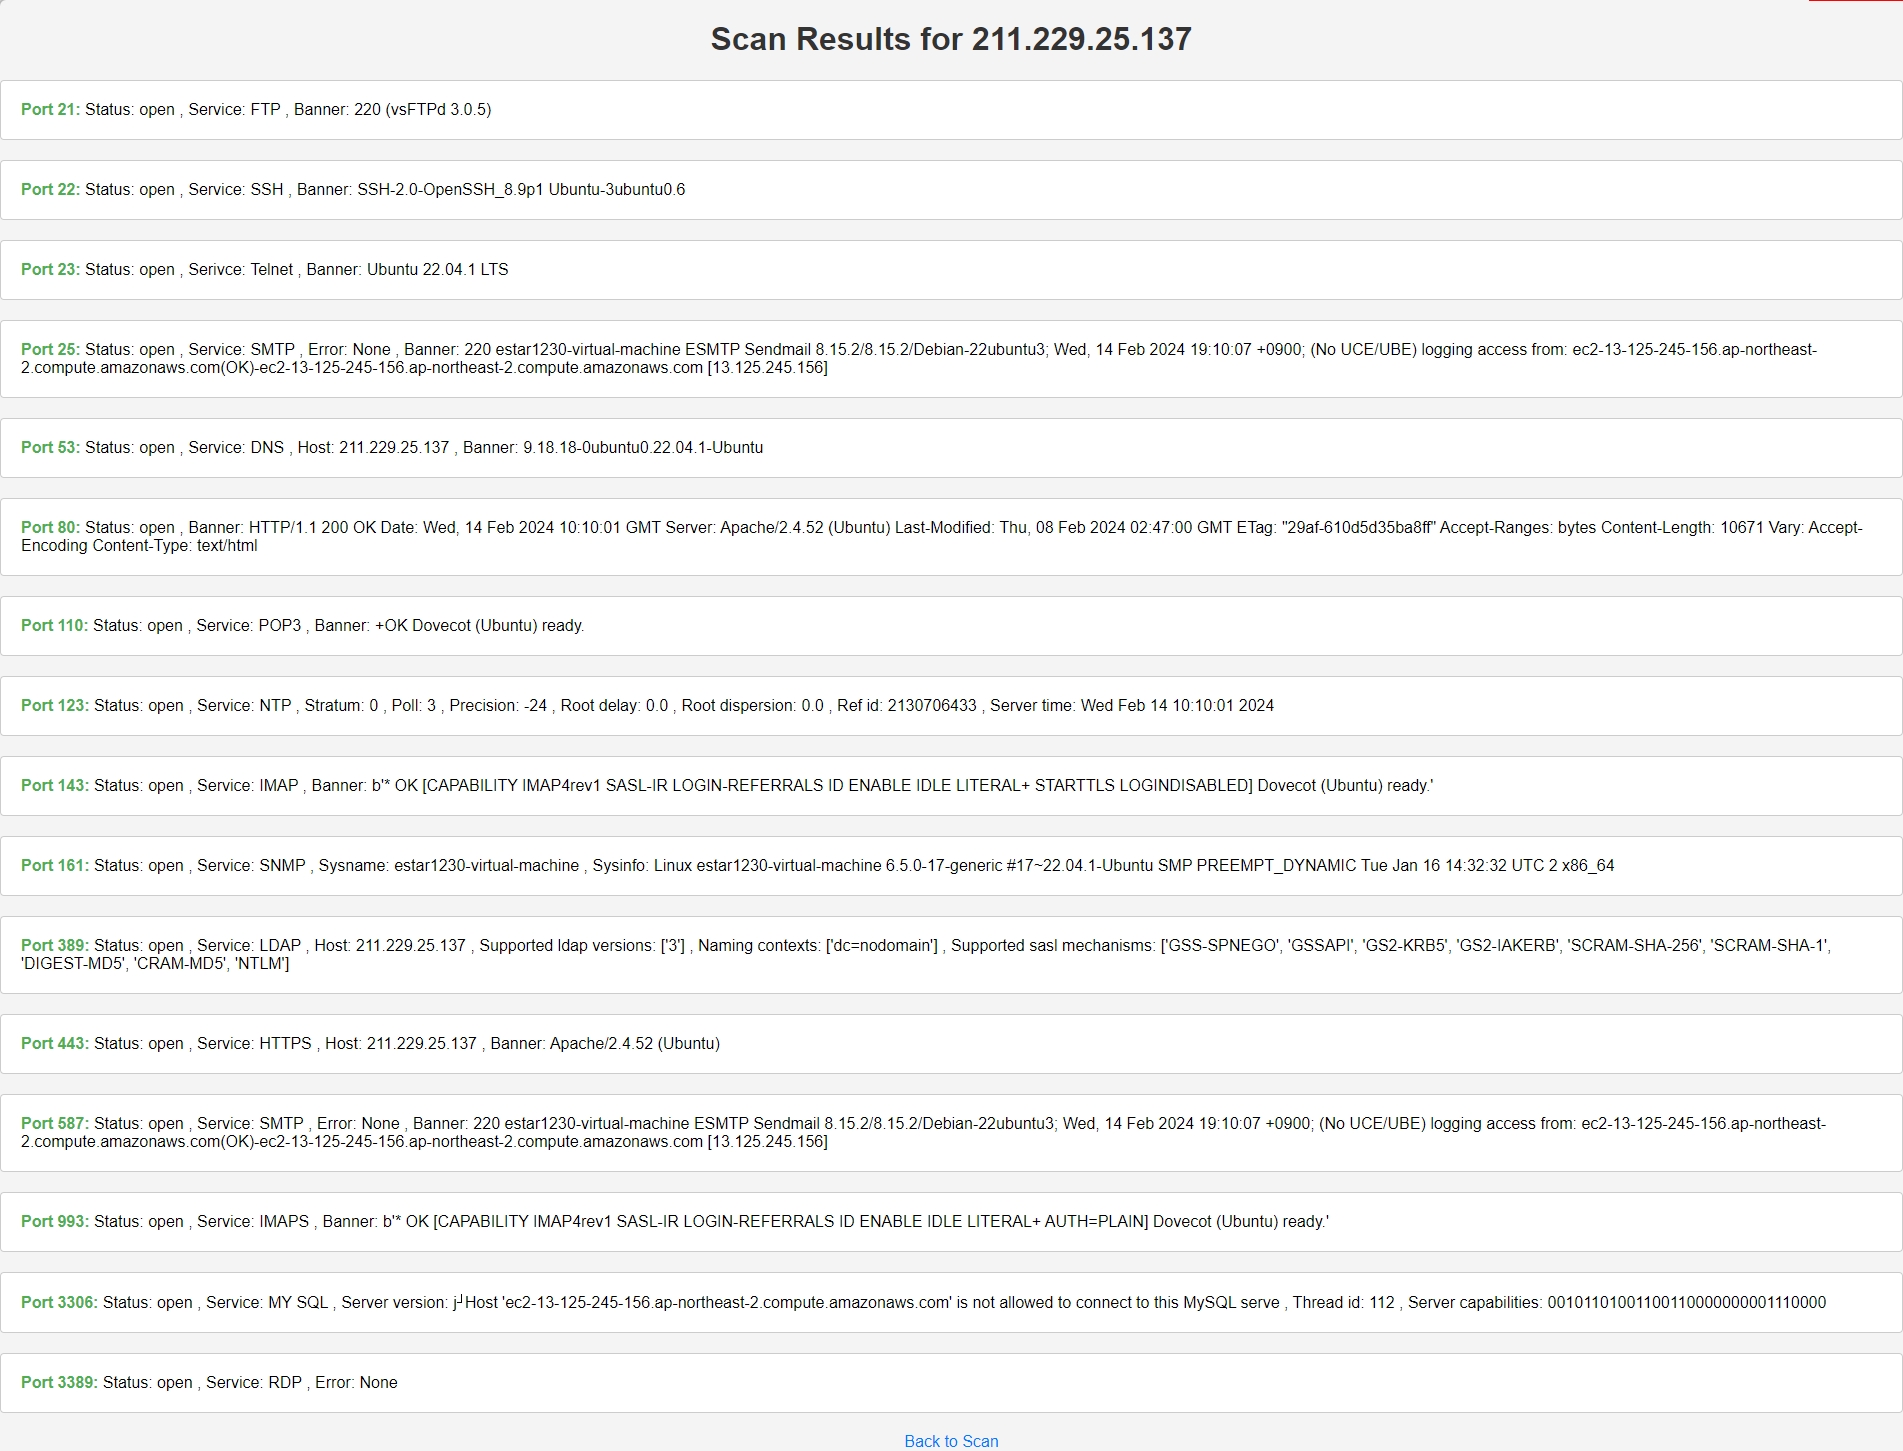 Scan Results for 211.229.25.137
Port 21: Status: open , Service: FTP , Banner: 220 (vsFTPd 3.0.5)
Port 22: Status: open , Service: SSH , Banner: SSH-2.0-OpenSSH_8.9p1 Ubuntu-3ubuntu0.6
Port 23: Status: open , Serivce: Telnet , Banner: Ubuntu 22.04.1 LTS
Port 25: Status: open , Service: SMTP , Error: None , Banner: 220 estar1230-virtual-machine ESMTP Sendmail 8.15.2/8.15.2/Debian-22ubuntu3; Wed, 14 Feb 2024 19:10:07 +0900; (No UCE/UBE) logging access from: ec2-13-125-245-156.ap-northeast-
2.compute.amazonaws.com(OK)-ec2-13-125-245-156.ap-northeast-2.compute.amazonaws.com [13.125.245.156]
Port 53: Status: open , Service: DNS , Host: 211.229.25.137 , Banner: 9.18.18-0ubuntu0.22.04.1-Ubuntu
Port 80: Status: open , Banner: HTTP/1.1 200 OK Date: Wed, 14 Feb 2024 10:10:01 GMT Server: Apache/2.4.52 (Ubuntu) Last-Modified: Thu, 08 Feb 2024 02:47:00 GMT ETag: "29af-610d5d35ba8ff" Accept-Ranges: bytes Content-Length: 10671 Vary: Accept-
Encoding Content-Type: text/html
Port 110: Status: open , Service: POP3 , Banner: +OK Dovecot (Ubuntu) ready.
Port 123: Status: open , Service: NTP , Stratum: 0 , Poll: 3 , Precision: -24 , Root delay: 0.0 , Root dispersion: 0.0 , Ref id: 2130706433 , Server time: Wed Feb 14 10:10:01 2024
Port 143: Status: open , Service: IMAP , Banner: b'* OK [CAPABILITY IMAP4rev1 SASL-IR LOGIN-REFERRALS ID ENABLE IDLE LITERAL+ STARTTLS LOGINDISABLED] Dovecot (Ubuntu) ready.'
Port 161: Status: open , Service: SNMP , Sysname: estar1230-virtual-machine , Sysinfo: Linux estar1230-virtual-machine 6.5.0-17-generic #17~22.04.1-Ubuntu SMP PREEMPT_DYNAMIC Tue Jan 16 14:32:32 UTC 2 x86_64
Port 389: Status: open , Service: LDAP , Host: 211.229.25.137 , Supported ldap versions: ['3'] , Naming contexts: ['dc=nodomain'] , Supported sasl mechanisms: ['GSS-SPNEGO', 'GSSAPI', 'GS2-KRB5', 'GS2-IAKERB', 'SCRAM-SHA-256', 'SCRAM-SHA-1',
'DIGEST-MD5', 'CRAM-MD5', 'NTLM']
Port 443: Status: open , Service: HTTPS , Host: 211.229.25.137 , Banner: Apache/2.4.52 (Ubuntu)
Port 587: Status: open , Service: SMTP , Error: None , Banner: 220 estar1230-virtual-machine ESMTP Sendmail 8.15.2/8.15.2/Debian-22ubuntu3; Wed, 14 Feb 2024 19:10:07 +0900; (No UCE/UBE) logging access from: ec2-13-125-245-156.ap-northeast-
2.compute.amazonaws.com(OK)-ec2-13-125-245-156.ap-northeast-2.compute.amazonaws.com [13.125.245.156]
Port 993: Status: open , Service: IMAPS , Banner: b'* OK [CAPABILITY IMAP4rev1 SASL-IR LOGIN-REFERRALS ID ENABLE IDLE LITERAL+ AUTH=PLAIN] Dovecot (Ubuntu) ready.'
Port 3306: Status: open , Service: MY SQL , Server version: j┘Host 'ec2-13-125-245-156.ap-northeast-2.compute.amazonaws.com' is not allowed to connect to this MySQL serve , Thread id: 112 , Server capabilities: 00101101001100110000000001110000
Port 3389: Status: open , Service: RDP , Error: None
Back to Scan